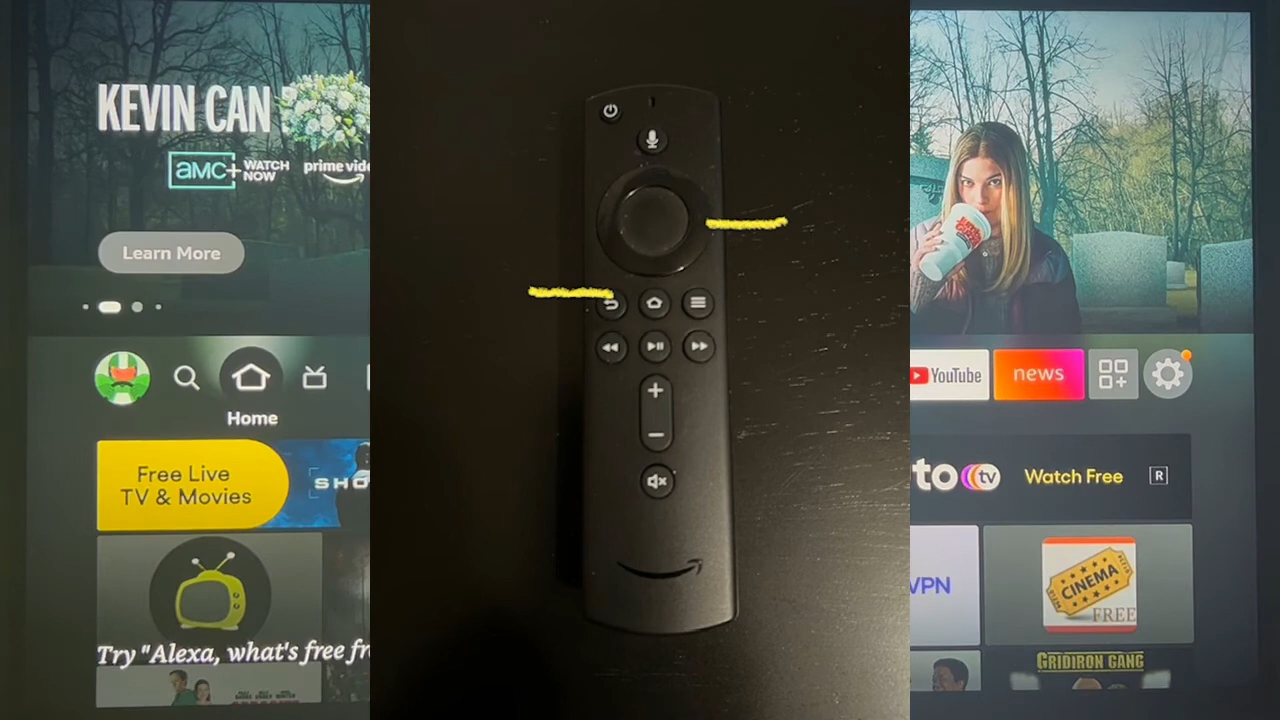 KEVIN CAN
amc+ WATCH NOW
prime vide
Learn More
Home
Free Live
TV & Movies
SHO
Try "Alexa, what's free fr
YouTube
news
to tv Watch Free R
VPN
CINEMA
FREE
GRIDIRON GANG